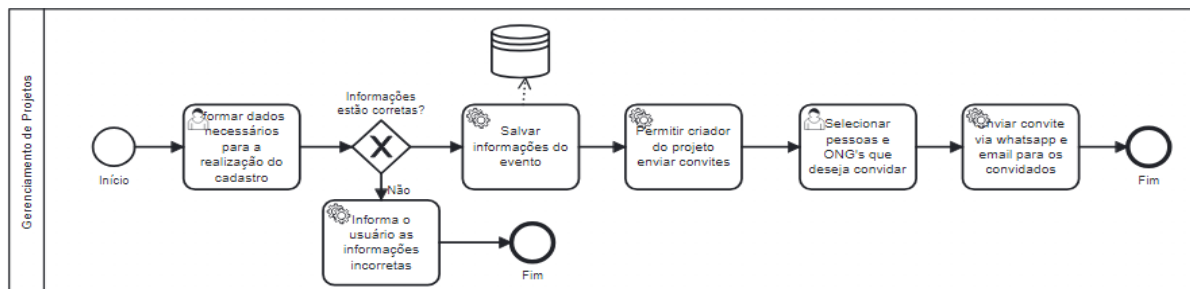 Gerenciamento de Projetos
Início
Informar dados
necessários
para a
realização do
cadastro
Informações
estão corretas?
Não
Informa o
usuário as
informações
incorretas
Fim
Salvar
informações do
evento
Permitir criador
do projeto
enviar convites
Selecionar
pessoas e
ONG's que
deseja convidar
Enviar convite
via whatsapp e
email para os
convidados
Fim